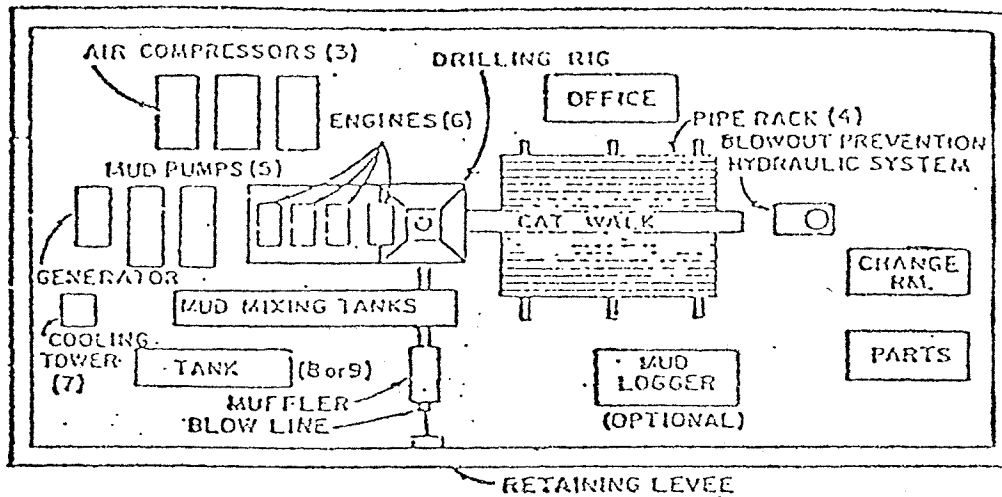 AIR COMPRESSORS (3)
DRILLING RIG
OFFICE
ENGINES (6)
PIPE RACK (4)
BLOWOUT PREVENTION
HYDRAULIC SYSTEM
MUD PUMPS (5)
CAT WALK
GENERATOR
CHANGE
RM.
MUD MIXING TANKS
COOLING
TOWER
(7)
TANK
(8 or 9)
MUD
LOGGER
(OPTIONAL)
PARTS
MUFFLER
BLOW LINE
RETAINING LEVEE